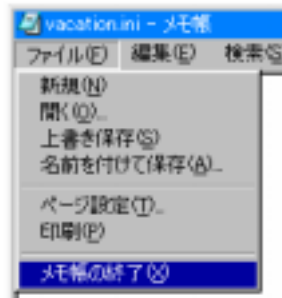 vacation.ini - メモ帳
ファイル(F) 編集(E) 検索(S
新規(N)
開く(O)...
上書き保存(S)
名前を付けて保存(A)...
ページ設定(T)...
印刷(P)
メモ帳の終了(X)